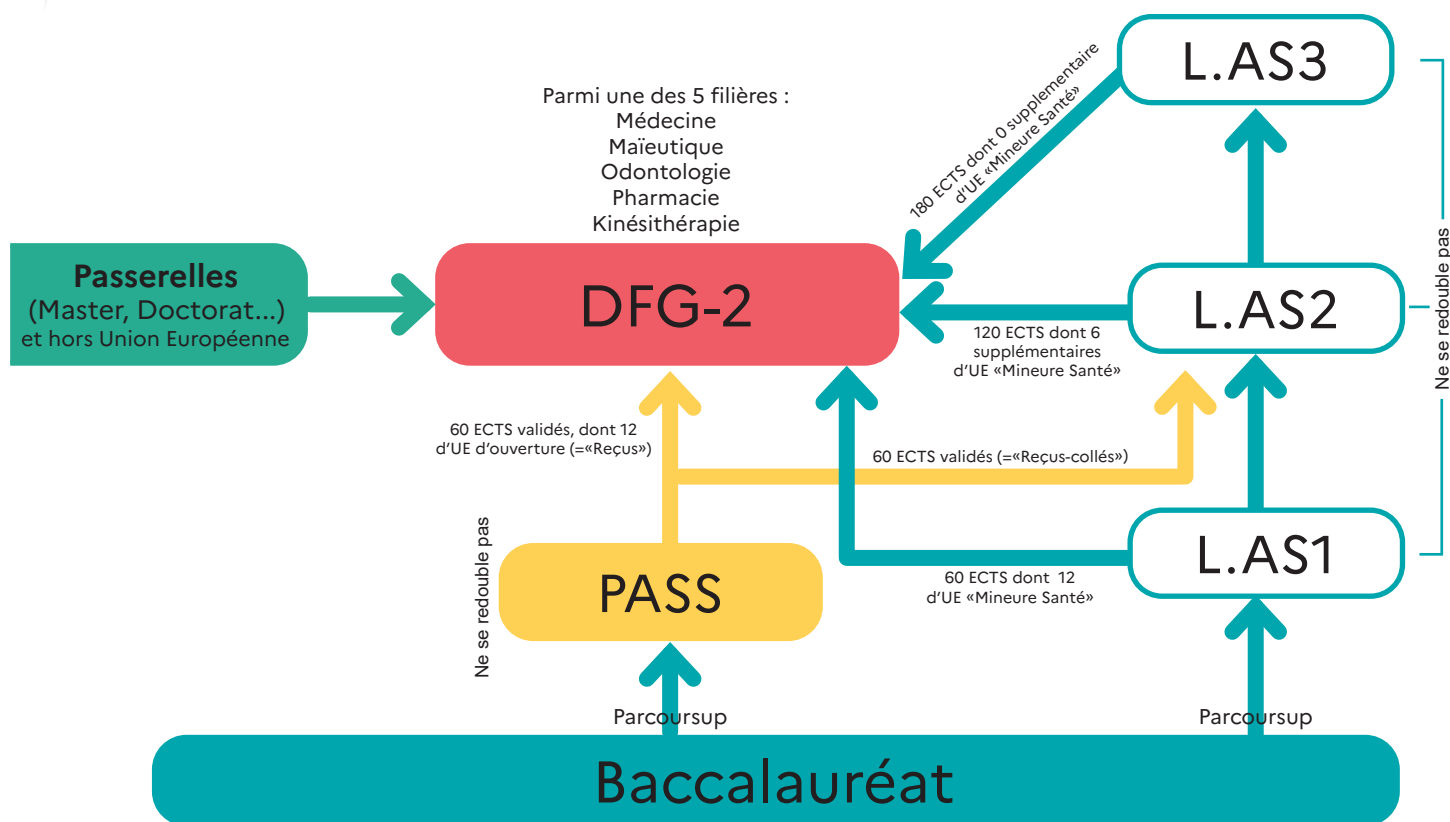 L.AS3
180 ECTS dont 0 supplémentaire
d'UE «Mineure Santé»
Parmi une des 5 filières :
Médecine
Maïeutique
Odontologie
Pharmacie
Kinésithérapie
Passerelles
(Master, Doctorat...)
et hors Union Européenne
DFG-2
L.AS2
Ne se redouble pas
120 ECTS dont 6
supplémentaires
d'UE «Mineure Santé»
60 ECTS validés, dont 12
d'UE d'ouverture (=«Reçus»)
60 ECTS validés (=«Reçus-collés»)
L.AS1
Ne se redouble pas
PASS
60 ECTS dont 12
d'UE «Mineure Santé»
Parcoursup
Parcoursup
Baccalauréat